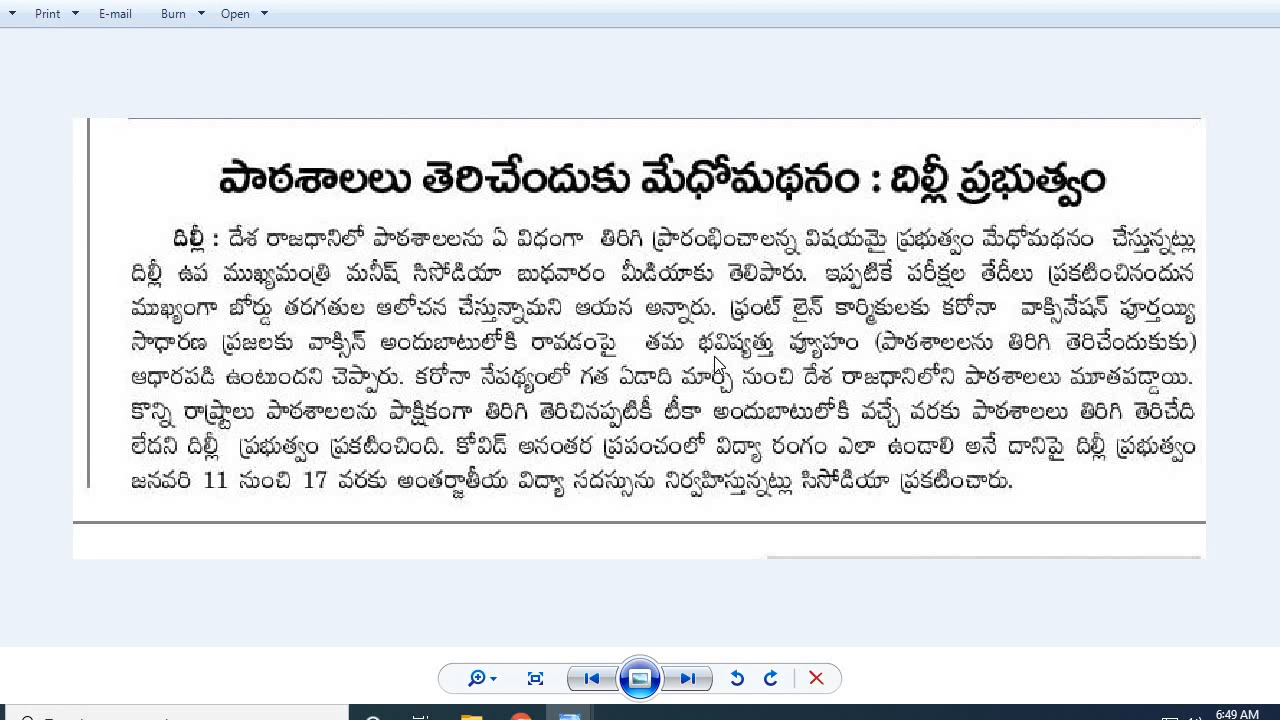 Print E-mail Burn Open
పాఠశాలలు తెరిచేందుకు మేధోమథనం : దిల్లీ ప్రభుత్వం
దిల్లీ : దేశ రాజధానిలో పాఠశాలలను ఏ విధంగా తిరిగి ప్రారంభించాలన్న విషయమై ప్రభుత్వం మేధోమథనం చేస్తున్నట్లు
దిల్లీ ఉప ముఖ్యమంత్రి మనీష్ సిసోడియా బుధవారం మీడియాకు తెలిపారు. ఇప్పటికే పరీక్షల తేదీలు ప్రకటించినందున
ముఖ్యంగా బోర్డు తరగతుల ఆలోచన చేస్తున్నామని ఆయన అన్నారు. ఫ్రంట్ లైన్ కార్మికులకు కరోనా వాక్సినేషన్ పూర్తయ్యి
సాధారణ ప్రజలకు వాక్సిన్ అందుబాటులోకి రావడంపై తమ భవిష్యత్తు వ్యూహం (పాఠశాలలను తిరిగి తెరిచేందుకుకు)
ఆధారపడి ఉంటుందని చెప్పారు. కరోనా నేపథ్యంలో గత ఏడాది మార్చి నుంచి దేశ రాజధానిలోని పాఠశాలలు మూతపడ్డాయి.
కొన్ని రాష్ట్రాలు పాఠశాలలను పాక్షికంగా తిరిగి తెరిచినప్పటికీ టీకా అందుబాటులోకి వచ్చే వరకు పాఠశాలలు తిరిగి తెరిచేది
లేదని దిల్లీ ప్రభుత్వం ప్రకటించింది. కోవిడ్ అనంతర ప్రపంచంలో విద్యా రంగం ఎలా ఉండాలి అనే దానిపై దిల్లీ ప్రభుత్వం
జనవరి 11 నుంచి 17 వరకు అంతర్జాతీయ విద్యా సదస్సును నిర్వహిస్తున్నట్లు సిసోడియా ప్రకటించారు.
6:49 AM